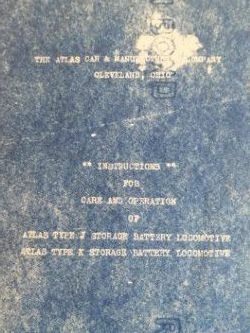 THE ATLAS CAR & MANUFACTURING COMPANY
CLEVELAND, OHIO
** INSTRUCTIONS **
FOR
CARE AND OPERATION
OF
ATLAS TYPE J STORAGE BATTERY LOCOMOTIVE
ATLAS TYPE K STORAGE BATTERY LOCOMOTIVE